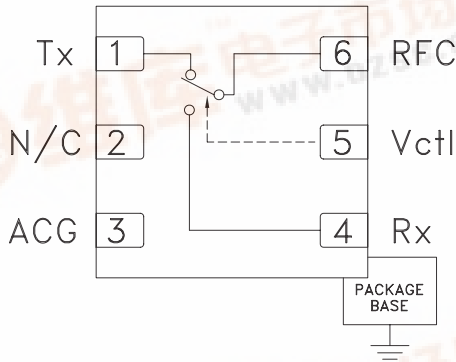 Tx 1 6 RFC
N/C 2 5 Vctl
ACG 3 4 Rx
PACKAGE
BASE